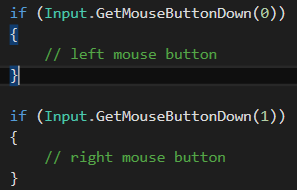 if (Input.GetMouseButtonDown(0))
{
    // left mouse button
}
if (Input.GetMouseButtonDown(1))
{
    // right mouse button
}